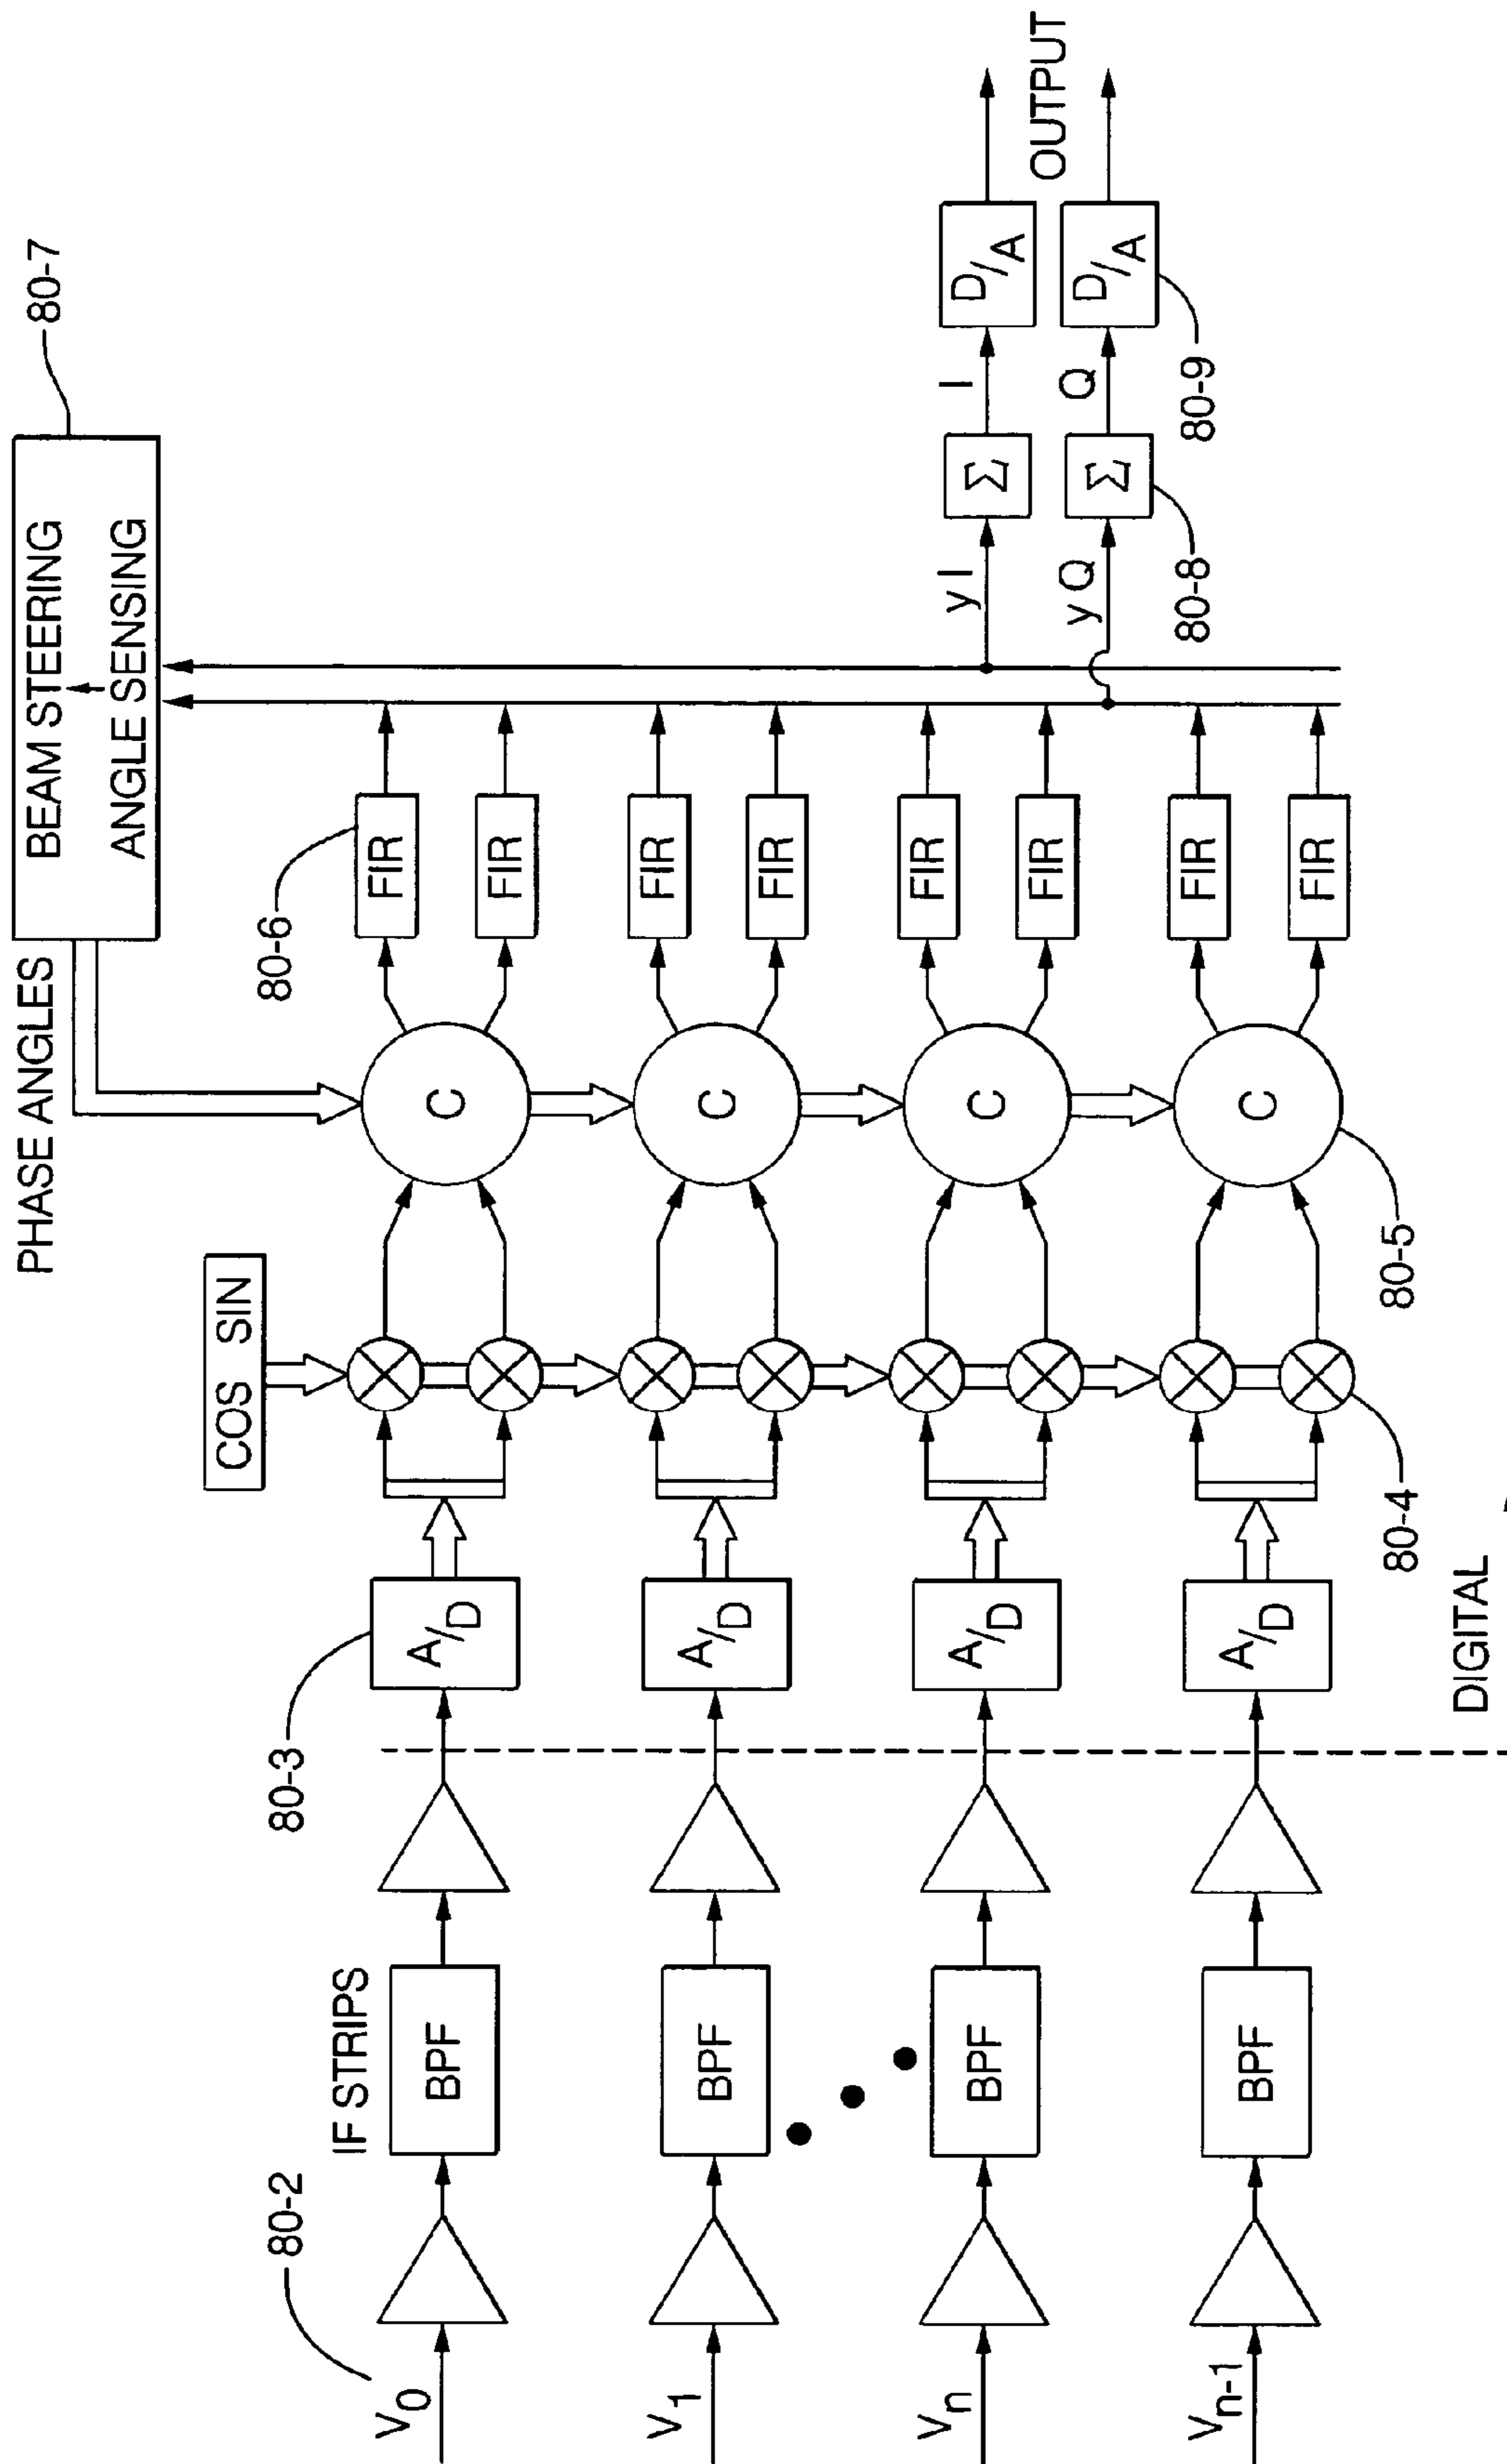 80-7
BEAM STEERING
ANGLE SENSING
PHASE ANGLES
COS SIN
80-2
IF STRIPS
80-3
80-6
V0
BPF
A/D
C
FIR
FIR
V1
BPF
A/D
C
FIR
FIR
Vn
BPF
A/D
C
FIR
FIR
Vn-1
BPF
A/D
C
FIR
FIR
80-4
80-5
DIGITAL
y I
Σ
I
D/A
y Q
Σ
Q
D/A
OUTPUT
80-8
80-9